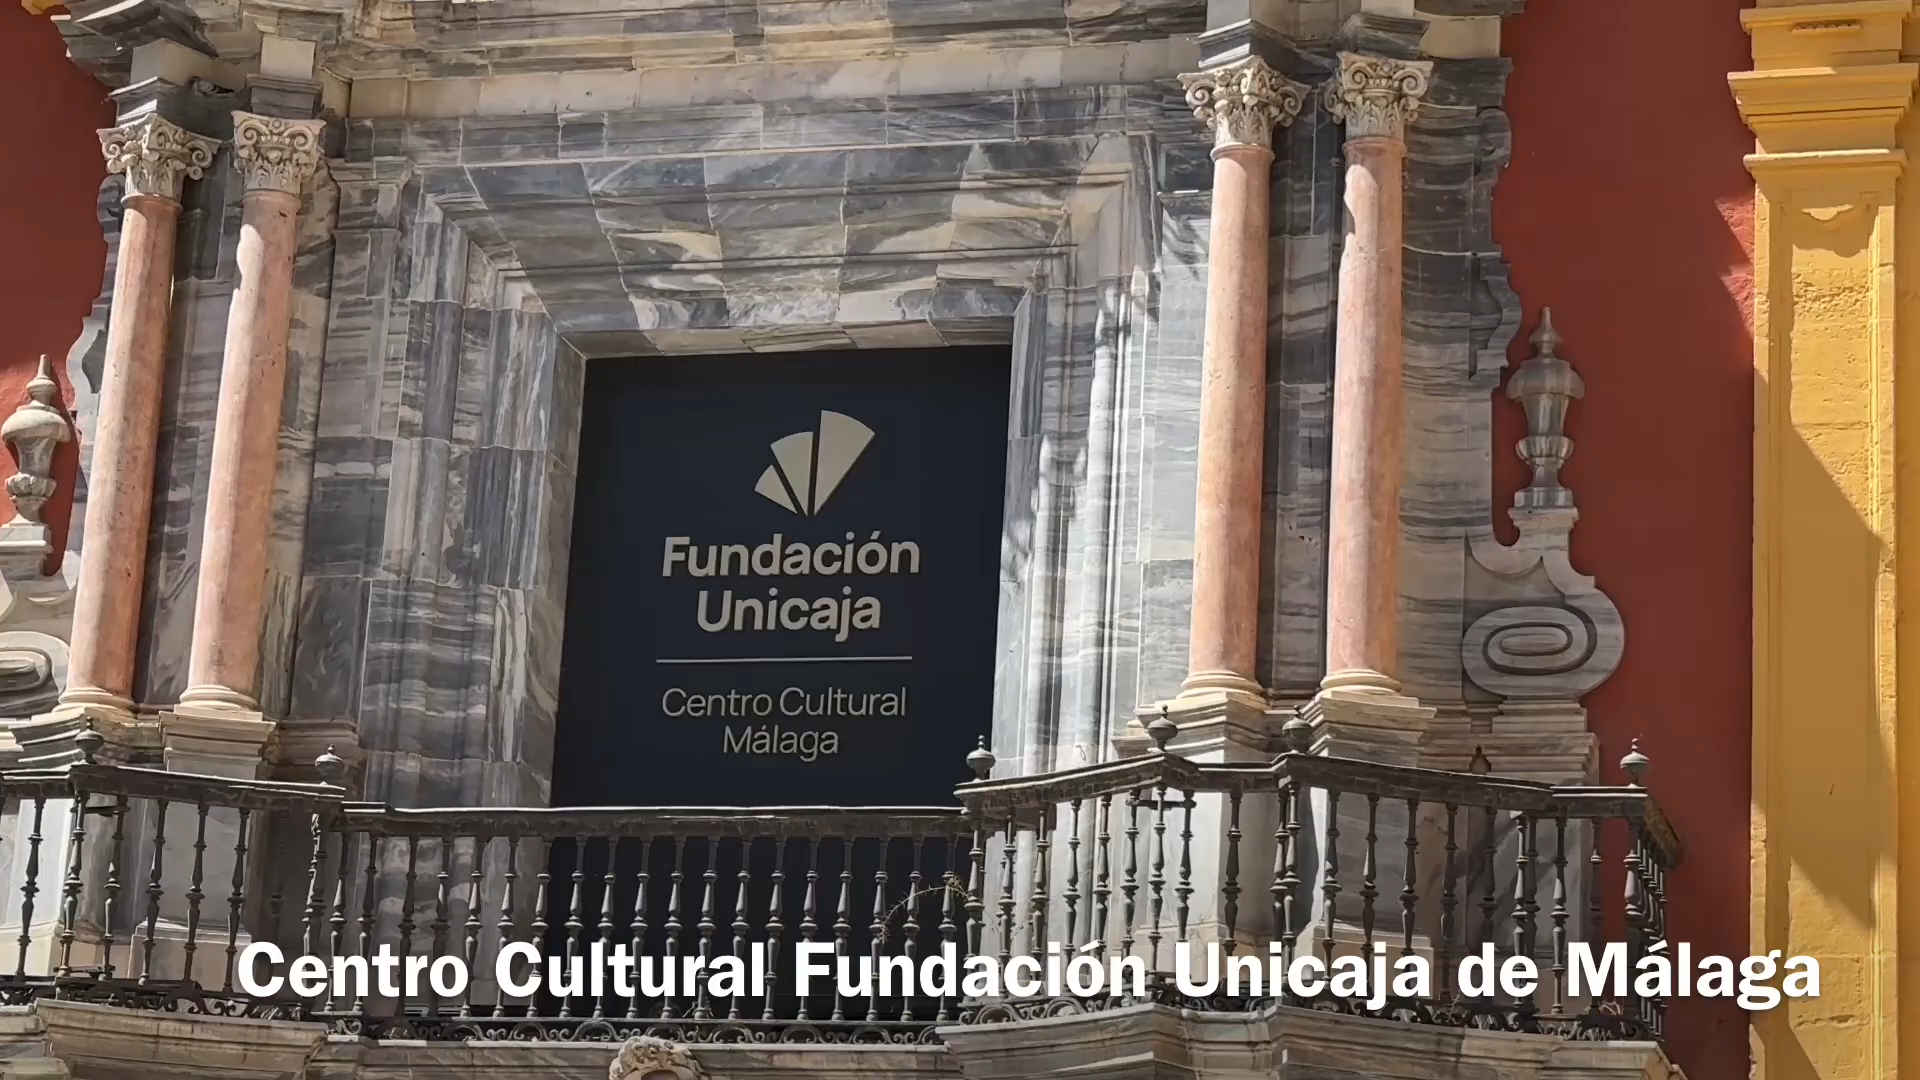 Fundación
Unicaja
Centro Cultural
Málaga
Centro Cultural Fundación Unicaja de Málaga